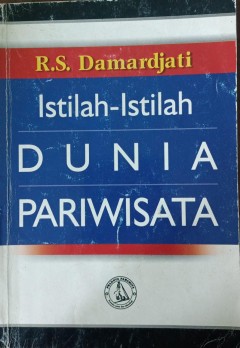 R.S. Damardjati
Istilah-Istilah
DUNIA
PARIWISATA